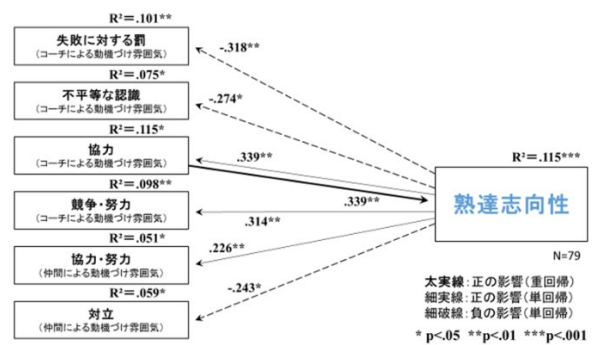 R²＝.101**
失敗に対する罰
(コーチによる動機づけ雰囲気)
-.318**
R²＝.075*
不平等な認識
(コーチによる動機づけ雰囲気)
-.274*
R²＝.115*
協力
(コーチによる動機づけ雰囲気)
.339**
.339**
R²＝.115***
熟達志向性
N=79
R²＝.098**
競争・努力
(コーチによる動機づけ雰囲気)
.314**
R²＝.051*
協力・努力
(仲間による動機づけ雰囲気)
.226**
R²＝.059*
対立
(仲間による動機づけ雰囲気)
-.243*
太実線：正の影響(重回帰)
細実線：正の影響(単回帰)
細破線：負の影響(単回帰)
* p<.05 **p<.01 ***p<.001